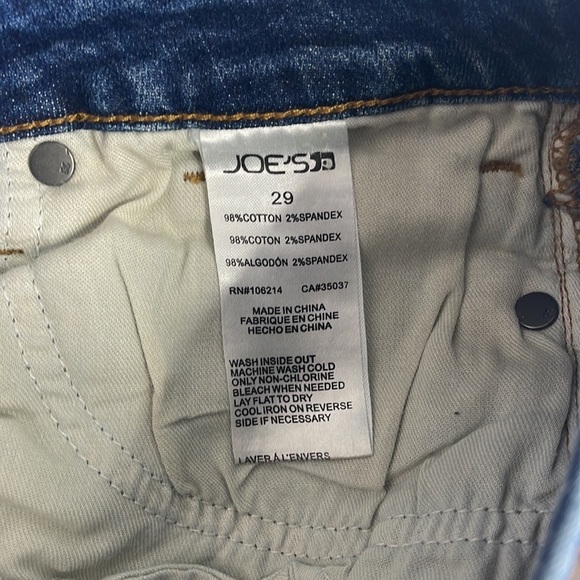 JOE'S
29
98%COTTON 2%SPANDEX
98%COTON 2%SPANDEX
98%ALGODÓN 2%SPANDEX
RN#106214 CA#35037
MADE IN CHINA
FABRIQUE EN CHINE
HECHO EN CHINA
WASH INSIDE OUT
MACHINE WASH COLD
ONLY NON-CHLORINE
BLEACH WHEN NEEDED
LAY FLAT TO DRY
COOL IRON ON REVERSE
SIDE IF NECESSARY
LAVER À L'ENVERS